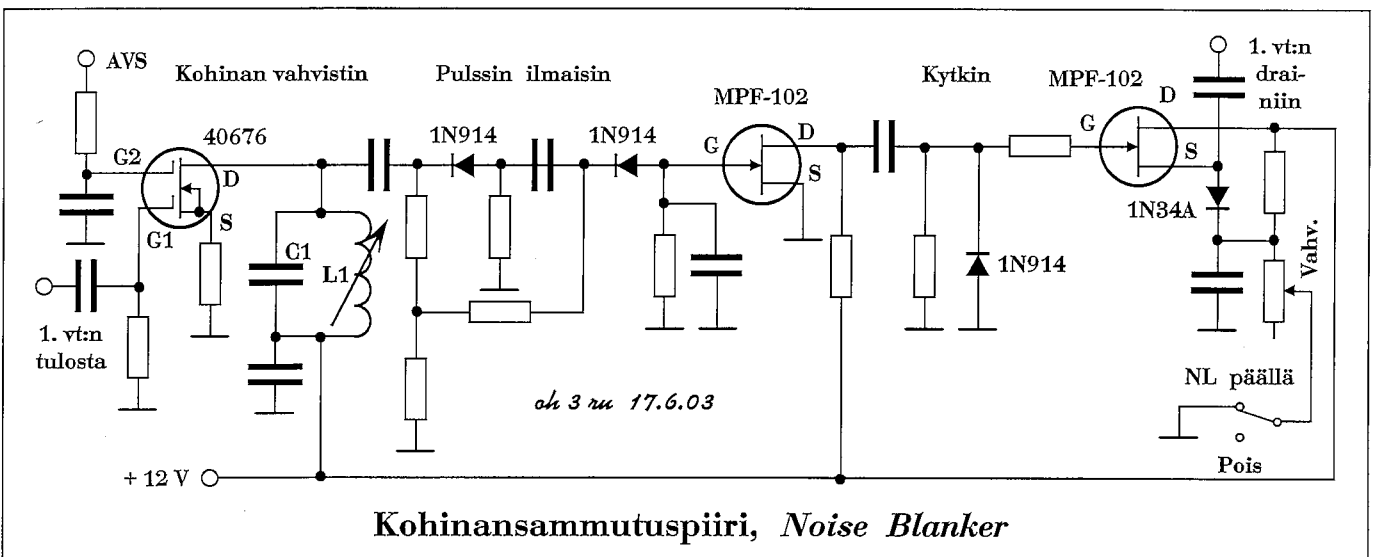 AVS
Kohinan vahvistin
Pulssin ilmaisin
Kytkin
1. vt:n
drai-
niin
MPF-102
MPF-102
40676
1N914
1N914
G2
D
G1
S
G
D
S
G
D
S
C1
L1
1N914
1N34A
Vahv.
1. vt:n
tulosta
NL päällä
Pois
oh 3 ru 17.6.03
+ 12 V
Kohinansammutuspiiri, Noise Blanker